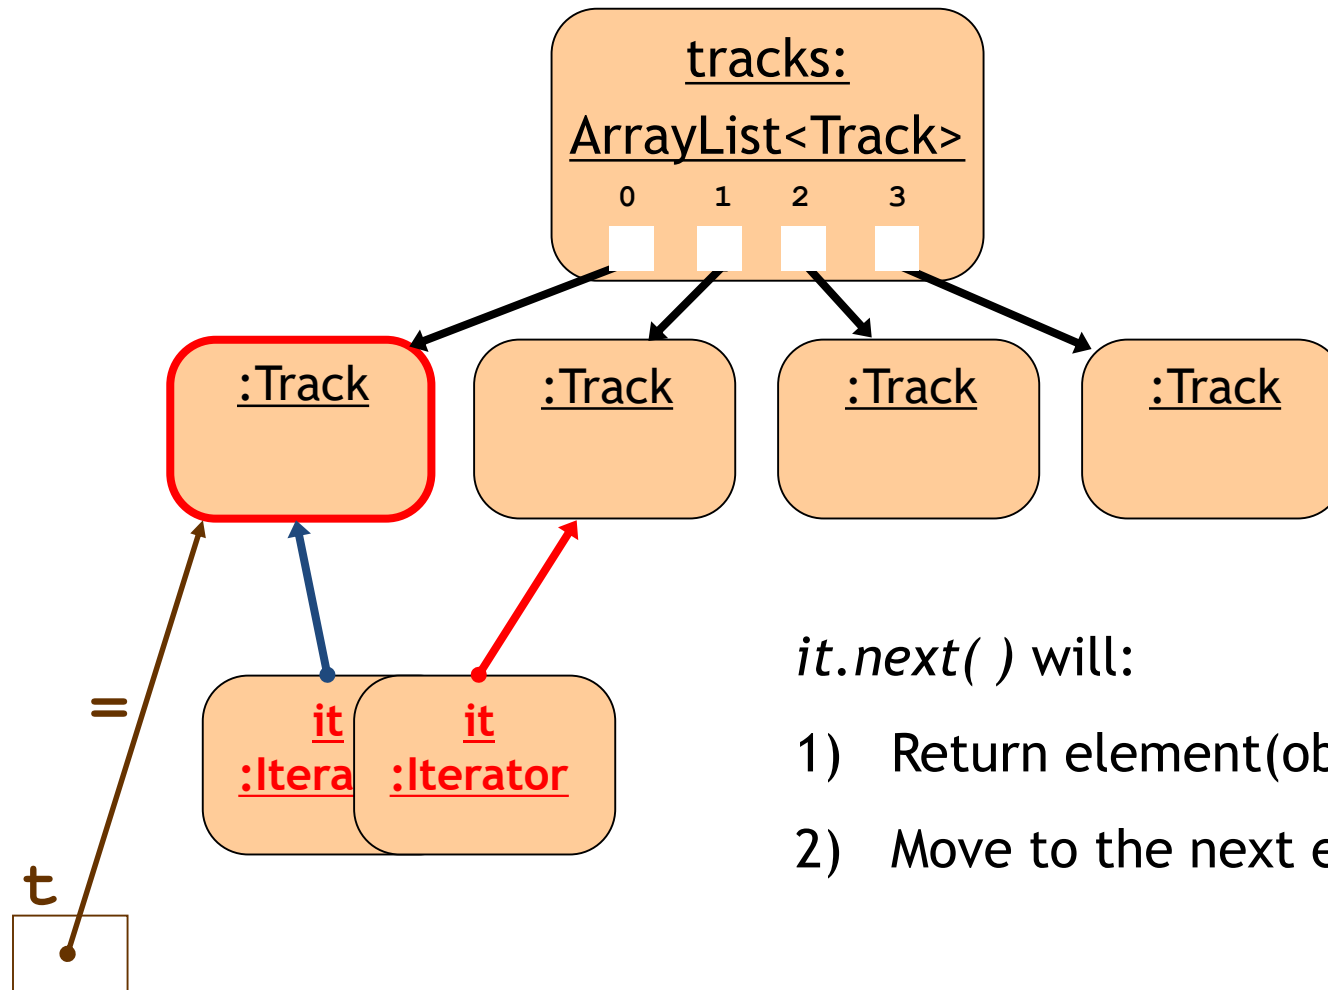 tracks:
ArrayList<Track>
0 1 2 3
:Track :Track :Track :Track
it.next( ) will:
= it it
:Itera :Iterator
1) Return element(ob
2) Move to the next e
t